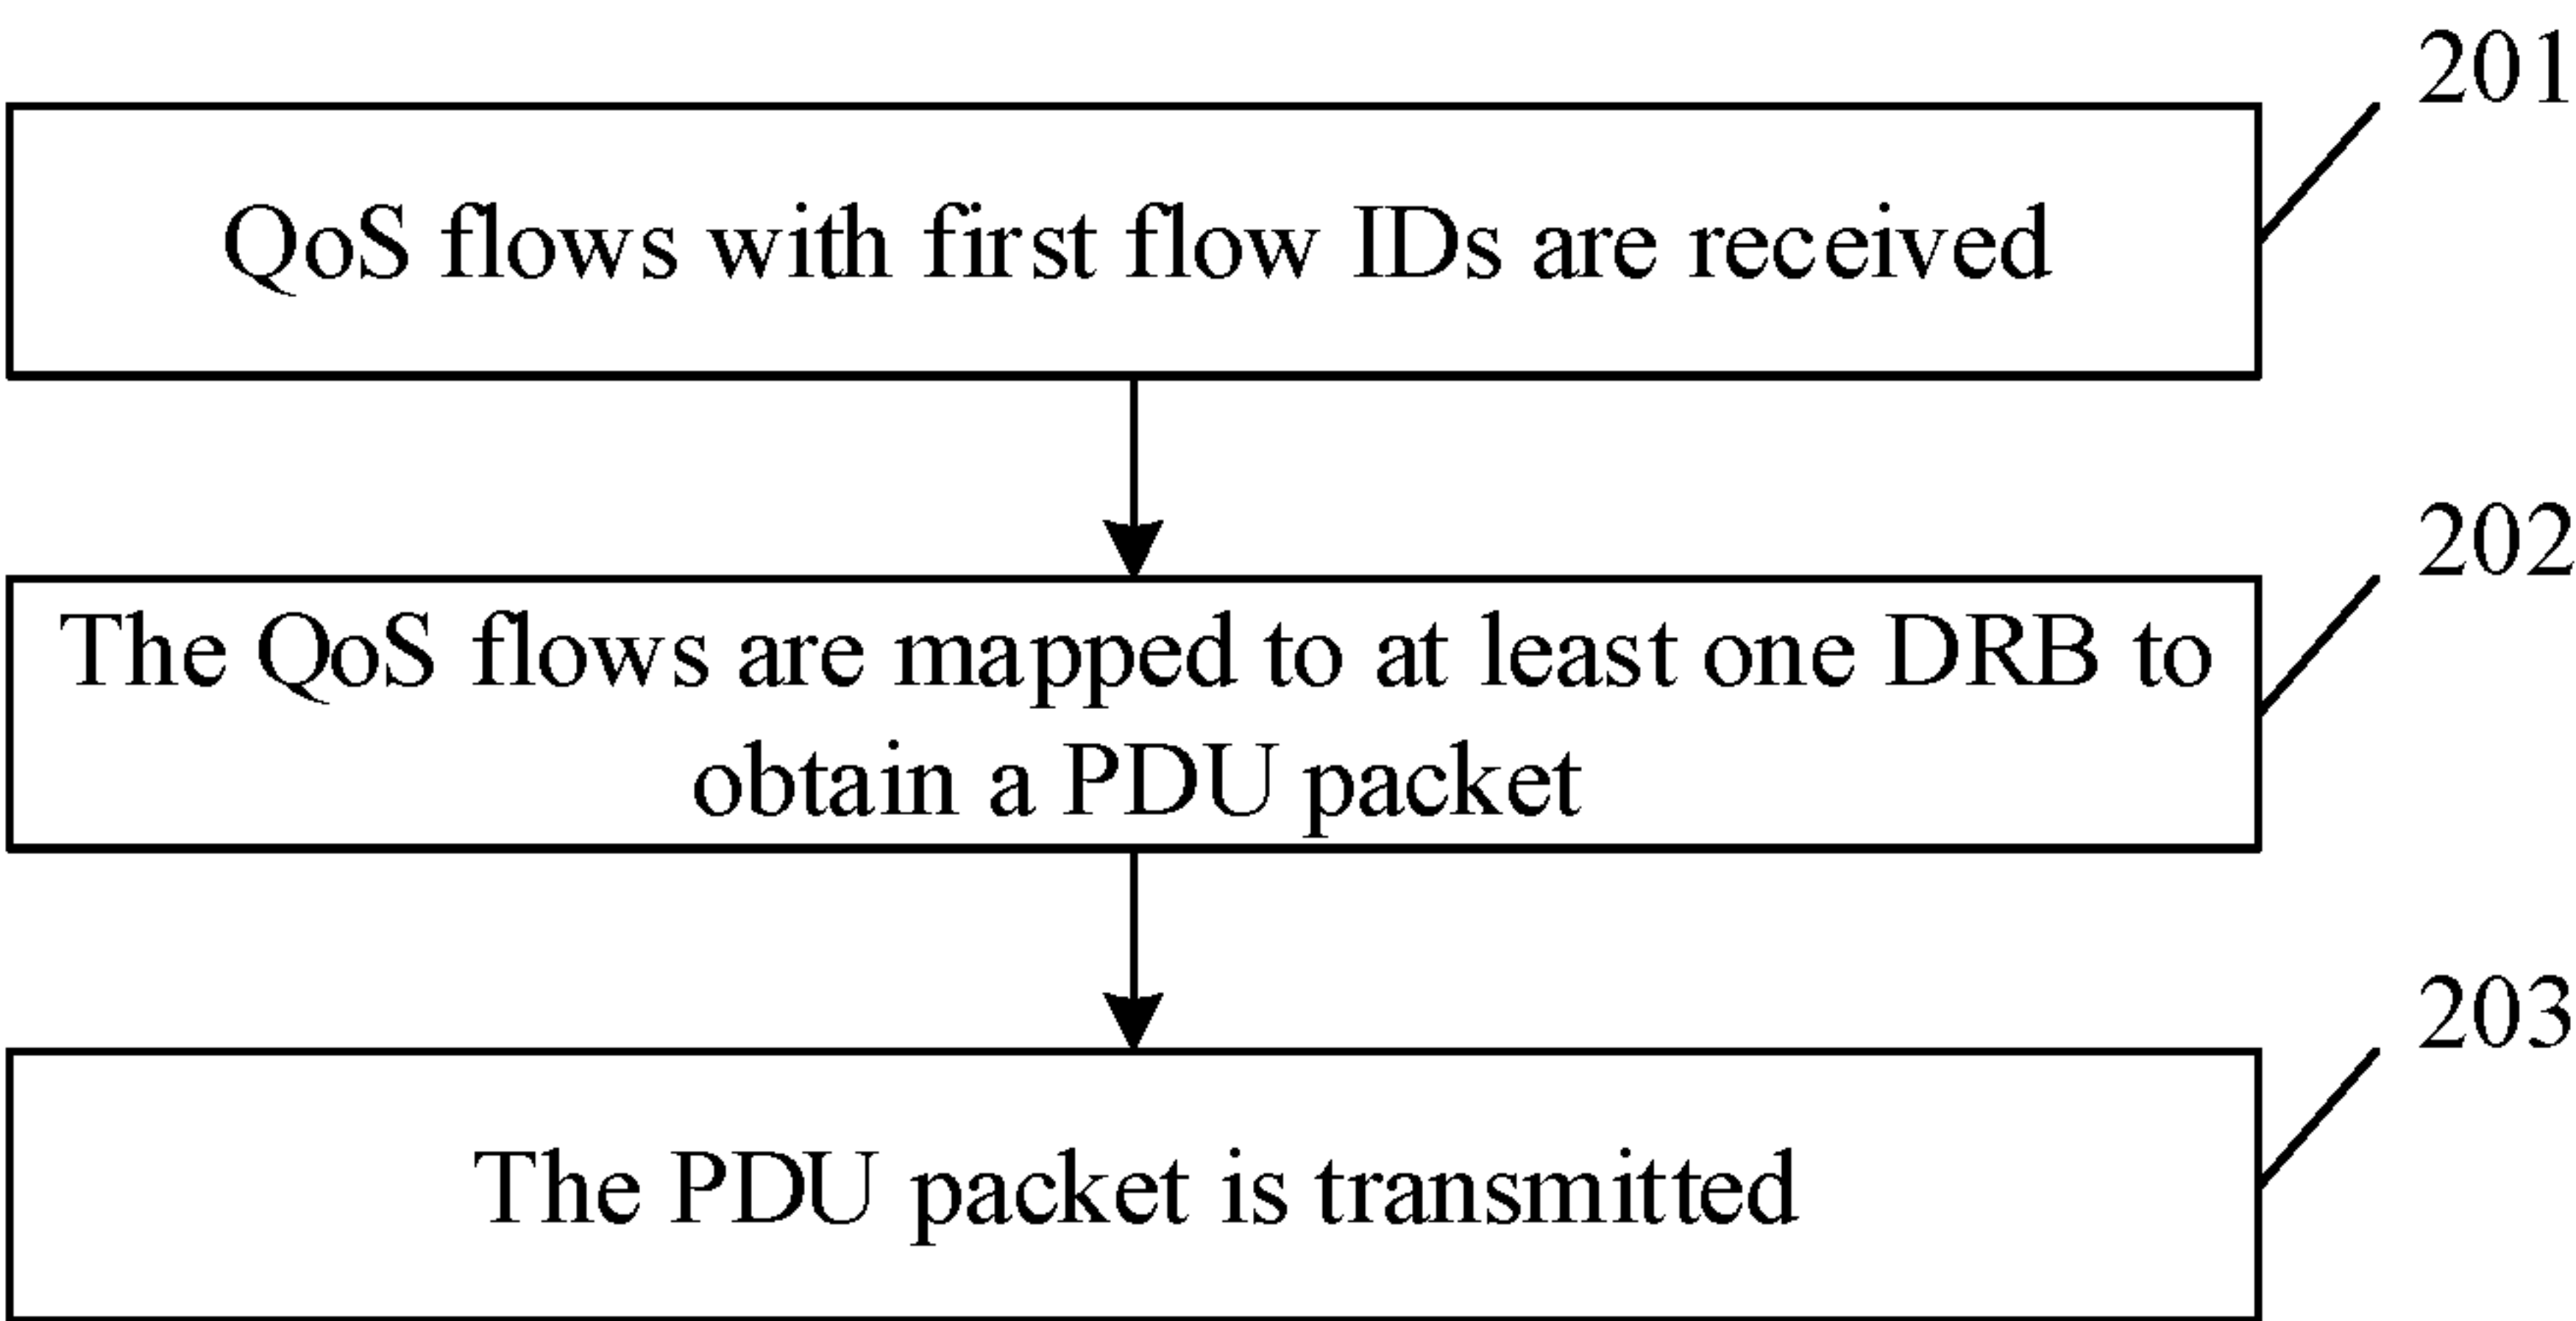 201
QoS flows with first flow IDs are received
202
The QoS flows are mapped to at least one DRB to
obtain a PDU packet
203
The PDU packet is transmitted